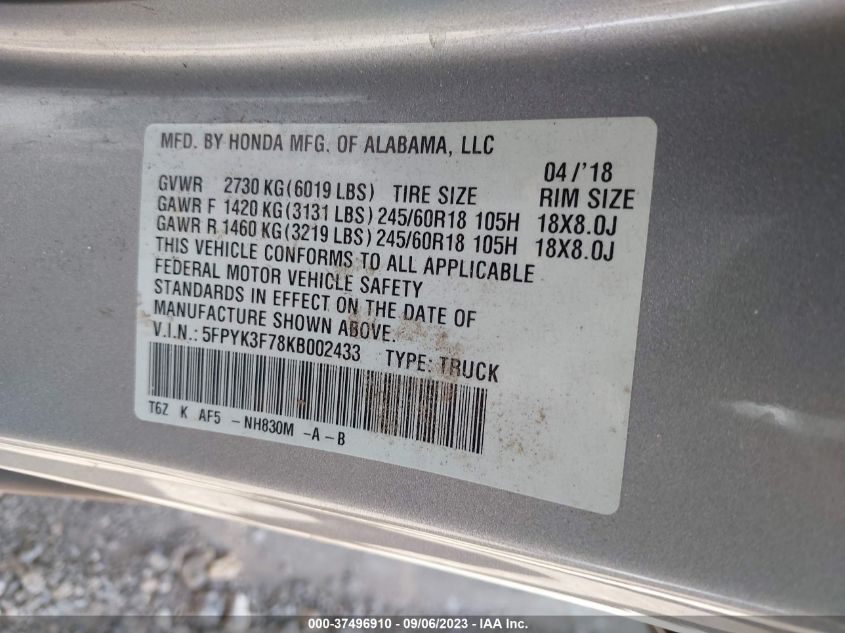 MFD. BY HONDA MFG. OF ALABAMA, LLC
04/'18
GVWR 2730 KG(6019 LBS) TIRE SIZE RIM SIZE
GAWR F 1420 KG(3131 LBS) 245/60R18 105H 18X8.0J
GAWR R 1460 KG(3219 LBS) 245/60R18 105H 18X8.0J
THIS VEHICLE CONFORMS TO ALL APPLICABLE
FEDERAL MOTOR VEHICLE SAFETY
STANDARDS IN EFFECT ON THE DATE OF
MANUFACTURE SHOWN ABOVE.
V.I.N.: 5FPYK3F78KB002433 TYPE: TRUCK
T6Z K AF5 -NH830M -A-B
000-37496910 - 09/06/2023 - IAA Inc.